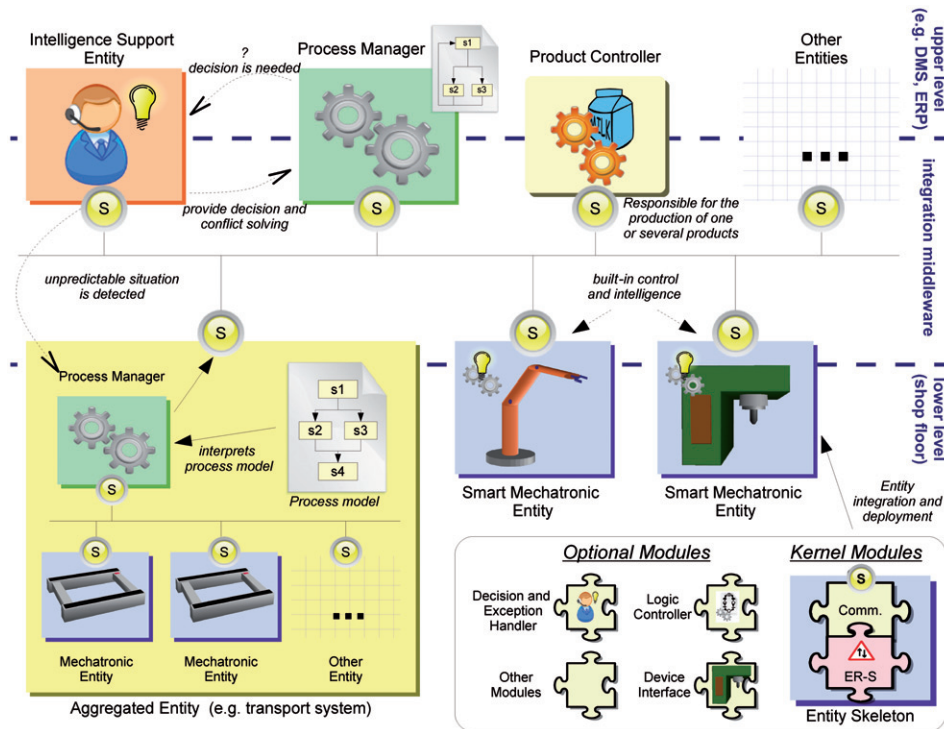 Intelligence Support
Entity
?
decision is needed
Process Manager
s1
s2
s3
Product Controller
MILK
Other
Entities
...
upper level
(e.g. DMS, ERP)
S
S
S
S
provide decision and
conflict solving
Responsible for the
production of one
or several products
integration middleware
unpredictable situation
is detected
S
built-in control
and intelligence
S
S
Process Manager
s1
s2
s3
s4
interprets
process model
Process model
S
S
S
S
...
Mechatronic
Entity
Mechatronic
Entity
Other
Entity
Aggregated Entity (e.g. transport system)
Smart Mechatronic
Entity
Smart Mechatronic
Entity
lower level
(shop floor)
Entity
integration and
deployment
Optional Modules
Kernel Modules
Decision and
Exception
Handler
Logic
Controller
Other
Modules
Device
Interface
S
Comm.
ER-S
Entity Skeleton